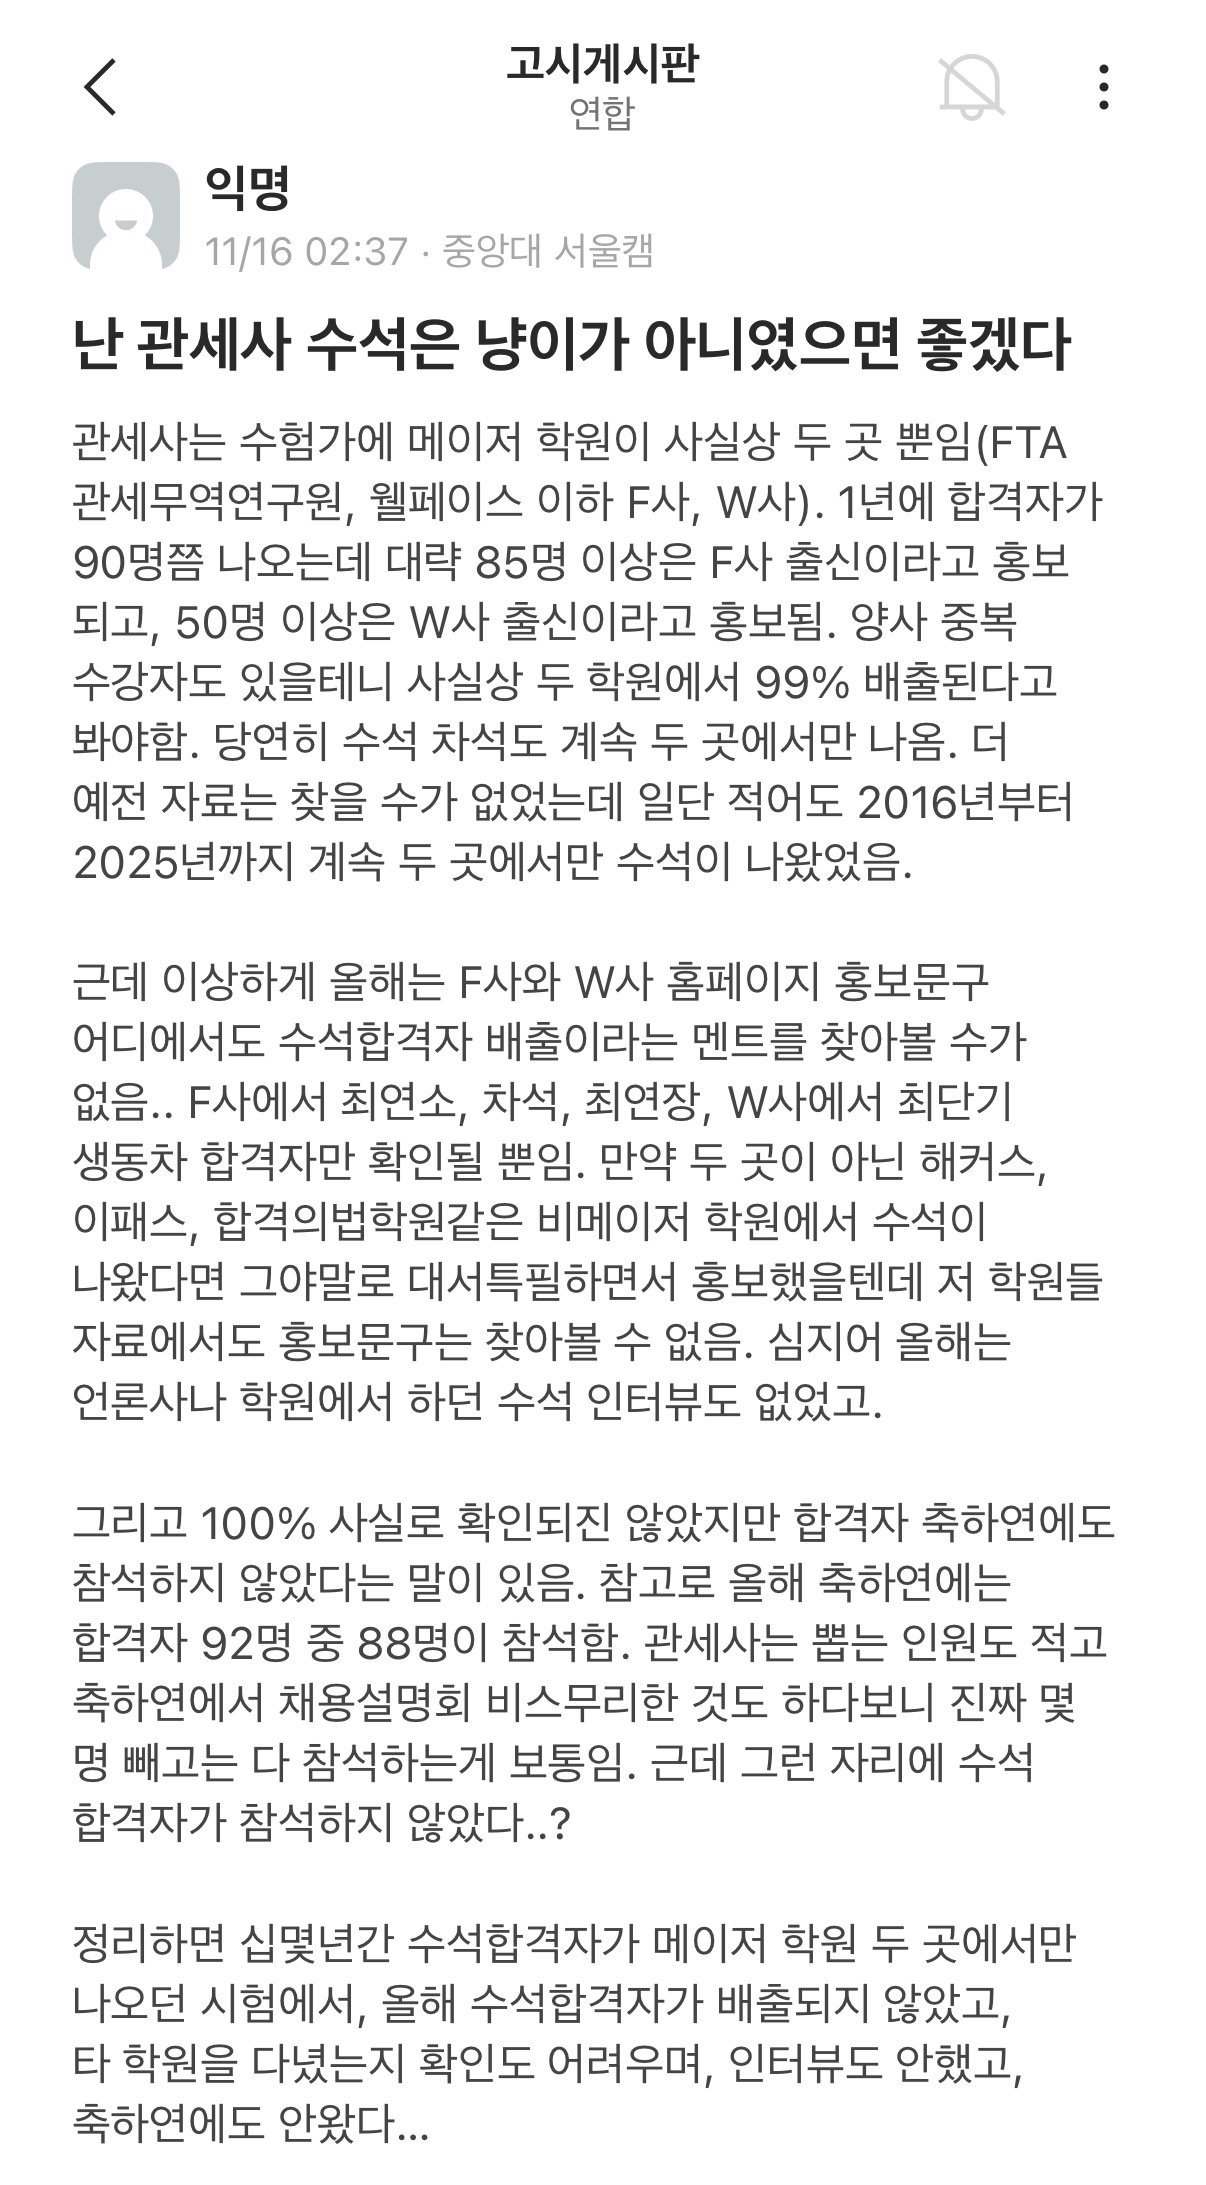 고시게시판
연합
익명
11/16 02:37 · 중앙대 서울캠
난 관세사 수석은 냥이가 아니였으면 좋겠다
관세사는 수험가에 메이저 학원이 사실상 두 곳 뿐임(FTA
관세무역연구원, 웰페이스 이하 F사, W사). 1년에 합격자가
90명쯤 나오는데 대략 85명 이상은 F사 출신이라고 홍보
되고, 50명 이상은 W사 출신이라고 홍보됨. 양사 중복
수강자도 있을테니 사실상 두 학원에서 99% 배출된다고
봐야함. 당연히 수석 차석도 계속 두 곳에서만 나옴. 더
예전 자료는 찾을 수가 없었는데 일단 적어도 2016년부터
2025년까지 계속 두 곳에서만 수석이 나왔었음.
근데 이상하게 올해는 F사와 W사 홈페이지 홍보문구
어디에서도 수석합격자 배출이라는 멘트를 찾아볼 수가
없음.. F사에서 최연소, 차석, 최연장, W사에서 최단기
생동차 합격자만 확인될 뿐임. 만약 두 곳이 아닌 해커스,
이패스, 합격의법학원같은 비메이저 학원에서 수석이
나왔다면 그야말로 대서특필하면서 홍보했을텐데 저 학원들
자료에서도 홍보문구는 찾아볼 수 없음. 심지어 올해는
언론사나 학원에서 하던 수석 인터뷰도 없었고.
그리고 100% 사실로 확인되진 않았지만 합격자 축하연에도
참석하지 않았다는 말이 있음. 참고로 올해 축하연에는
합격자 92명 중 88명이 참석함. 관세사는 뽑는 인원도 적고
축하연에서 채용설명회 비스무리한 것도 하다보니 진짜 몇
명 빼고는 다 참석하는게 보통임. 근데 그런 자리에 수석
합격자가 참석하지 않았다..?
정리하면 십몇년간 수석합격자가 메이저 학원 두 곳에서만
나오던 시험에서, 올해 수석합격자가 배출되지 않았고,
타 학원을 다녔는지 확인도 어려우며, 인터뷰도 안했고,
축하연에도 안왔다...